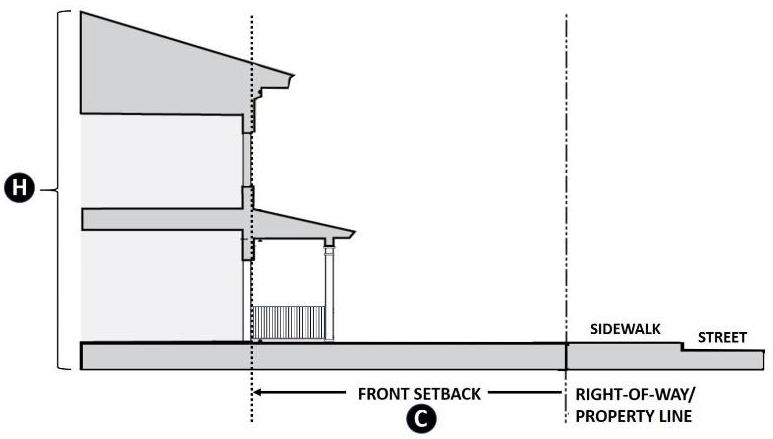 H
SIDEWALK
STREET
FRONT SETBACK
C
RIGHT-OF-WAY/
PROPERTY LINE